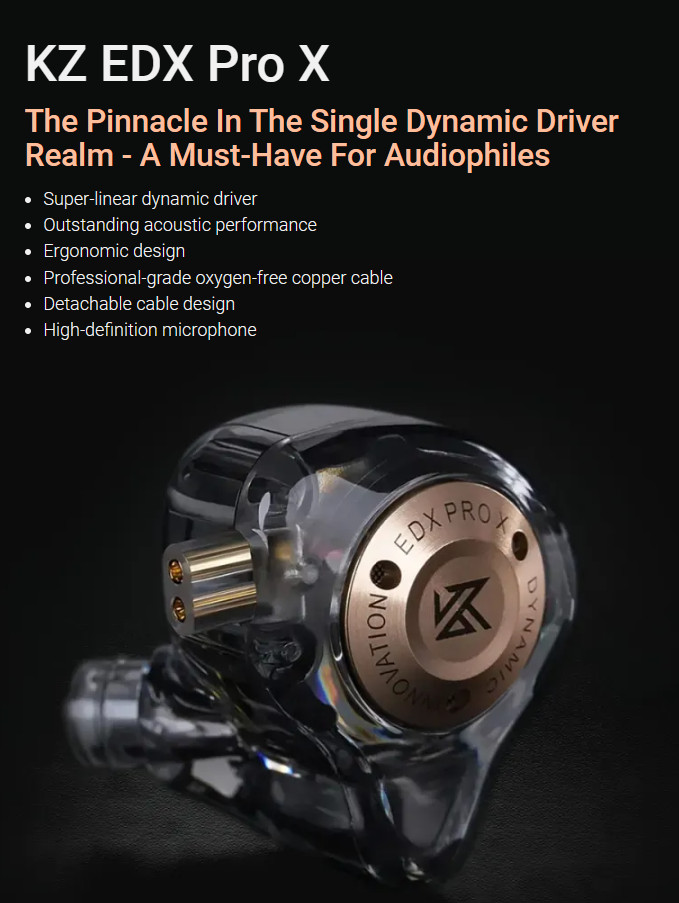 KZ EDX Pro X
The Pinnacle In The Single Dynamic Driver
Realm - A Must-Have For Audiophiles
Super-linear dynamic driver
Outstanding acoustic performance
Ergonomic design
Professional-grade oxygen-free copper cable
Detachable cable design
High-definition microphone
EDX PRO X
DYNAMIC
INNOVATION
KZ